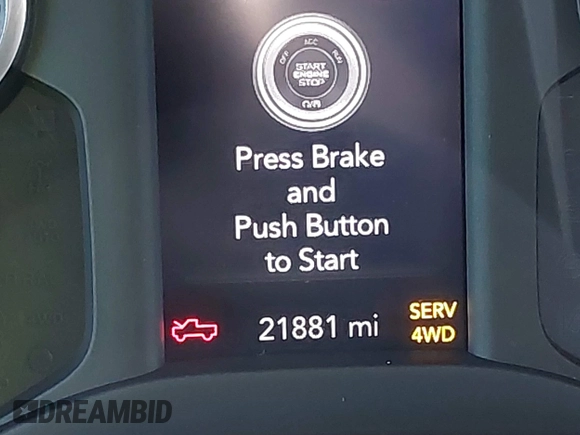 OFF ACC RUN
START
ENGINE
STOP
Press Brake
and
Push Button
to Start
21881 mi
SERV
4WD
DREAMBID